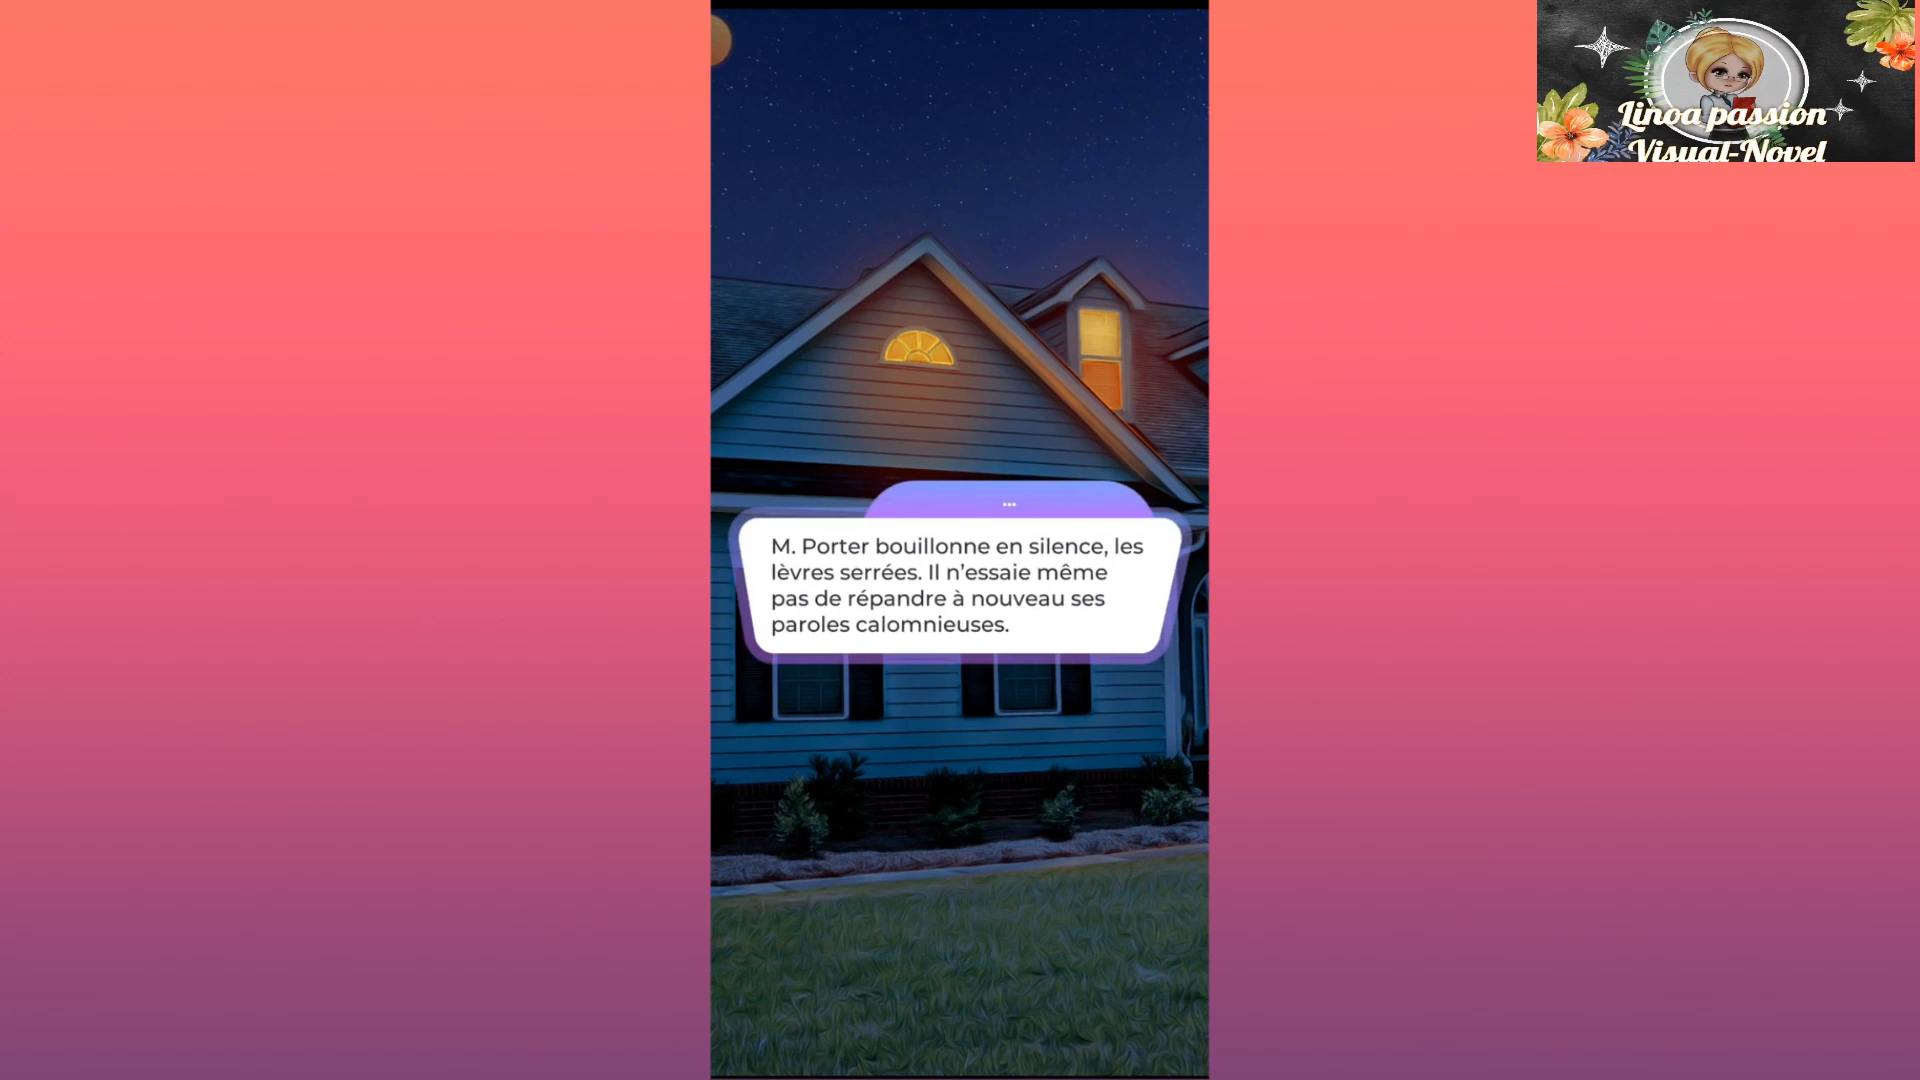 Linoa passion
Visual-Novel
...
M. Porter bouillonne en silence, les
lèvres serrées. Il n’essaie même
pas de répandre à nouveau ses
paroles calomnieuses.